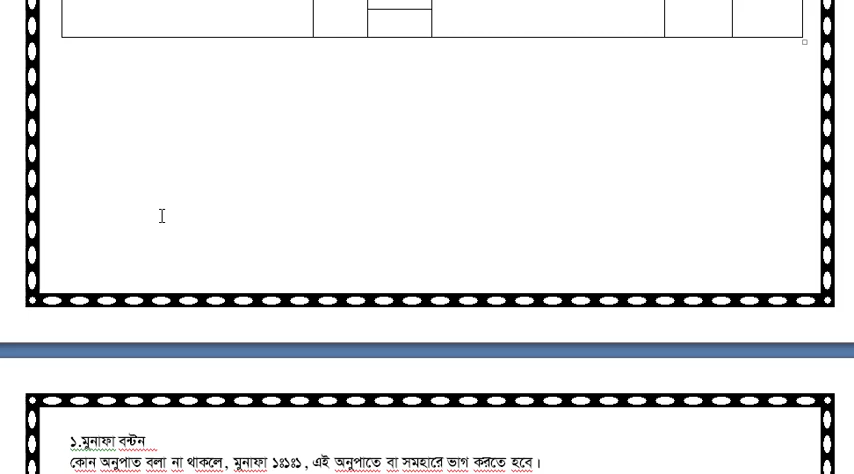 ১.মুনাফা বন্টন
কোন অনুপাত বলা না থাকলে, মুনাফা ১ঃ১ঃ১, এই অনুপাতে বা সমহারে ভাগ করতে হবে।